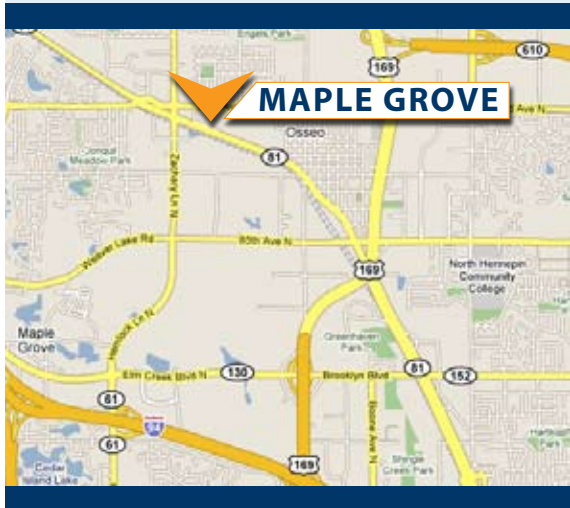 Engels Park
610
169
MAPLE GROVE
Ave N
Osseo
81
81
Jonquil
Meadow Park
Zachary Ln N
Weaver Lake Rd
85th Ave N
169
North Hennepin
Community
College
Maple
Grove
Hemlock Ln N
Greenhaven
Park
Elm Creek Blvd N
130
Brooklyn Blvd
81
152
61
94
61
Boone Ave N
Cedar
Island Lake
169
Shingle
Creek Park
Park